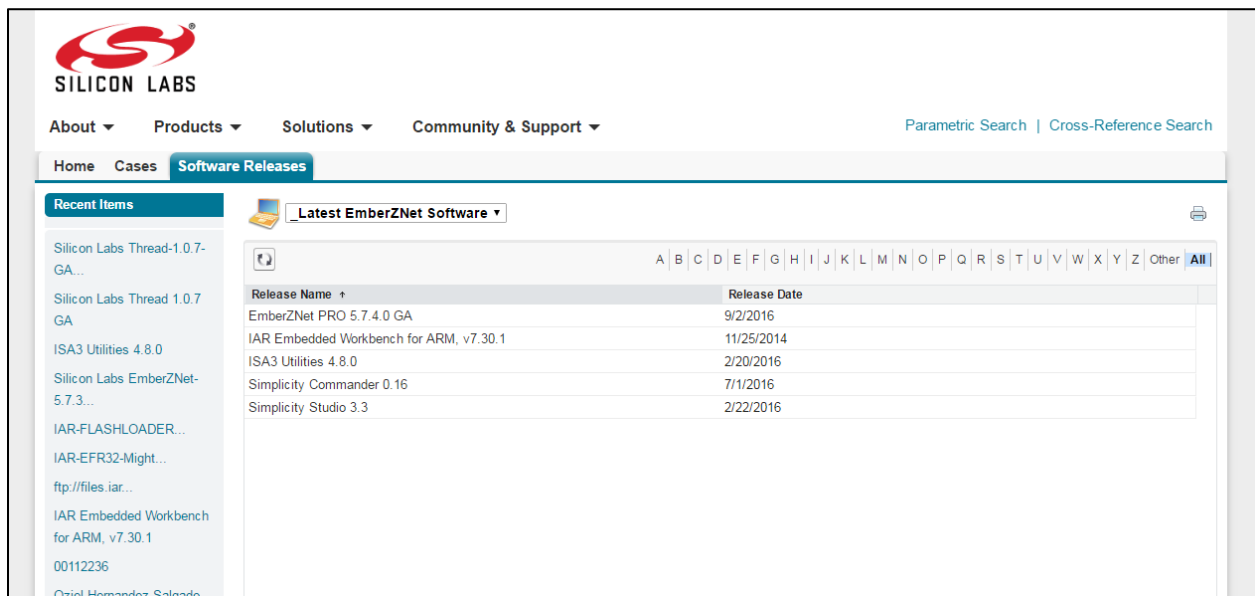 SILICON LABS
About Products Solutions Community & Support Parametric Search | Cross-Reference Search
Home Cases Software Releases
Recent Items
Silicon Labs Thread-1.0.7-
GA...
Silicon Labs Thread 1.0.7
GA
ISA3 Utilities 4.8.0
Silicon Labs EmberZNet-
5.7.3...
IAR-FLASHLOADER...
IAR-EFR32-Might...
ftp://files.iar...
IAR Embedded Workbench
for ARM, v7.30.1
00112236
Oziel Hernandez Salgado
_Latest EmberZNet Software
A | B | C | D | E | F | G | H | I | J | K | L | M | N | O | P | Q | R | S | T | U | V | W | X | Y | Z | Other | All |
Release Name ↑ Release Date
EmberZNet PRO 5.7.4.0 GA 9/2/2016
IAR Embedded Workbench for ARM, v7.30.1 11/25/2014
ISA3 Utilities 4.8.0 2/20/2016
Simplicity Commander 0.16 7/1/2016
Simplicity Studio 3.3 2/22/2016